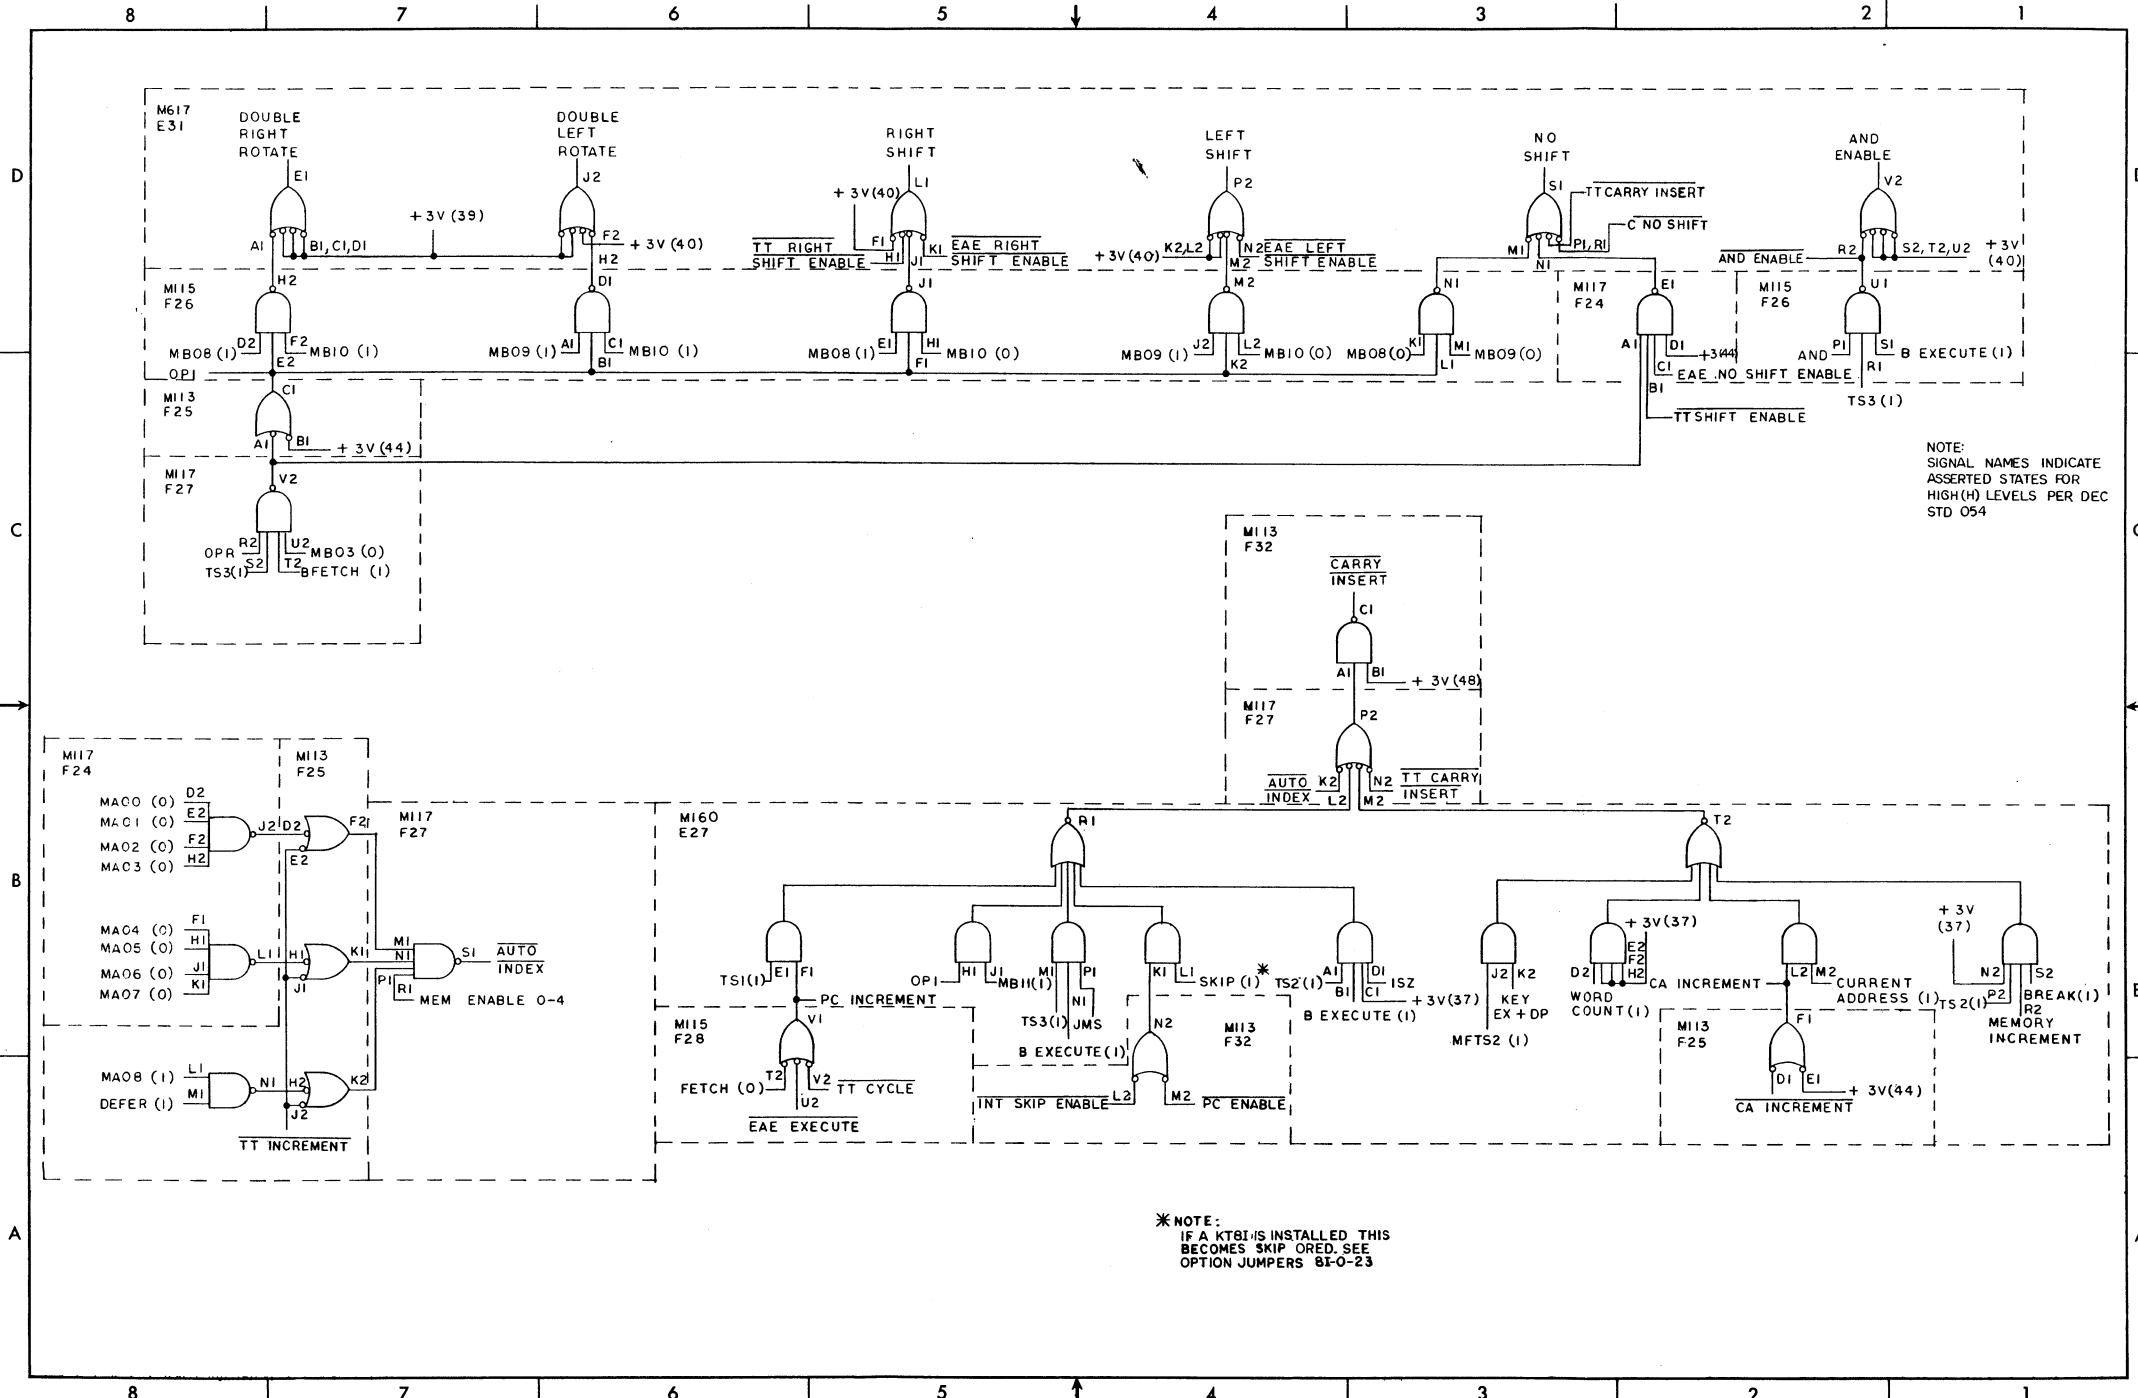 8 7 6 5 4 3 2 1
D
M617
E31
DOUBLE
RIGHT
ROTATE
E1
A1
B1,C1,D1
+3V (39)
DOUBLE
LEFT
ROTATE
J2
F2
+3V (40)
H2
RIGHT
SHIFT
L1
+3V(40)
F1
TT RIGHT
SHIFT ENABLE
H1
J1
K1
EAE RIGHT
SHIFT ENABLE
LEFT
SHIFT
P2
+3V(40)
K2,L2
M2
N2
EAE LEFT
SHIFT ENABLE
NO
SHIFT
S1
TT CARRY INSERT
C NO SHIFT
P1, R1
M1
N1
AND
ENABLE
V2
AND ENABLE
R2
S2, T2, U2
+3V
(40)
M115
F26
H2
D2
MB08 (1)
F2
MB10 (1)
E2
OP1
D1
MB09 (1)
A1
C1
MB10 (1)
B1
J1
MB08 (1)
E1
H1
MB10 (0)
F1
M2
MB09 (1)
J2
L2
MB10 (0)
K2
N1
MB08(0)
K1
M1
MB09(0)
L1
M117
F24
E1
A1
D1
+3(44)
C1
EAE NO SHIFT ENABLE
B1
TT SHIFT ENABLE
M115
F26
U1
AND
P1
S1
B EXECUTE (1)
R1
TS3 (1)
M113
F25
C1
A1
B1
+ 3V (44)
M117
F27
V2
OPR
R2
U2
MB03 (0)
TS3(1)
S2
T2
BFETCH (1)
NOTE:
SIGNAL NAMES INDICATE
ASSERTED STATES FOR
HIGH(H) LEVELS PER DEC
STD 054
C
M113
F32
CARRY
INSERT
C1
A1
B1
+ 3V (48)
M117
F27
P2
AUTO
INDEX
K2
L2
M2
N2
TT CARRY
INSERT
M117
F24
M113
F25
MA00 (0) D2
MA01 (0) E2
MA02 (0) F2
MA03 (0) H2
J2 D2
E2
F2
MA04 (0) F1
MA05 (0) H1
MA06 (0) J1
MA07 (0) K1
L1 H1
J1
K1
MA08 (1) L1
DEFER (1) M1
N1 H2
J2
K2
TT INCREMENT
M117
F27
M1
N1
P1
R1
S1
AUTO
INDEX
MEM ENABLE 0-4
B
M160
E27
R1
T2
TS1(1)
E1
F1
PC INCREMENT
M115
F28
V1
FETCH (0)
T2
V2
TT CYCLE
U2
EAE EXECUTE
OP1
H1
J1
MB11(1)
M1
P1
N1
TS3(1)
JMS
B EXECUTE (1)
K1
L1
SKIP (1) *
M113
F32
N2
INT SKIP ENABLE
L2
M2
PC ENABLE
TS2(1)
A1
D1
ISZ
B1
C1
+3V(37)
B EXECUTE (1)
J2
K2
KEY
EX + DP
MFTS2 (1)
+ 3V(37)
E2
F2
H2
D2
WORD
COUNT (1)
CA INCREMENT
L2
M2
CURRENT
ADDRESS (1)
M113
F25
F1
D1
E1
+ 3V(44)
CA INCREMENT
+ 3V
(37)
N2
S2
TS2(1)
P2
BREAK(1)
R2
MEMORY
INCREMENT
A
* NOTE:
IF A KT8I IS INSTALLED THIS
BECOMES SKIP ORED. SEE
OPTION JUMPERS 8I-0-23
8 7 6 5 4 3 2 1